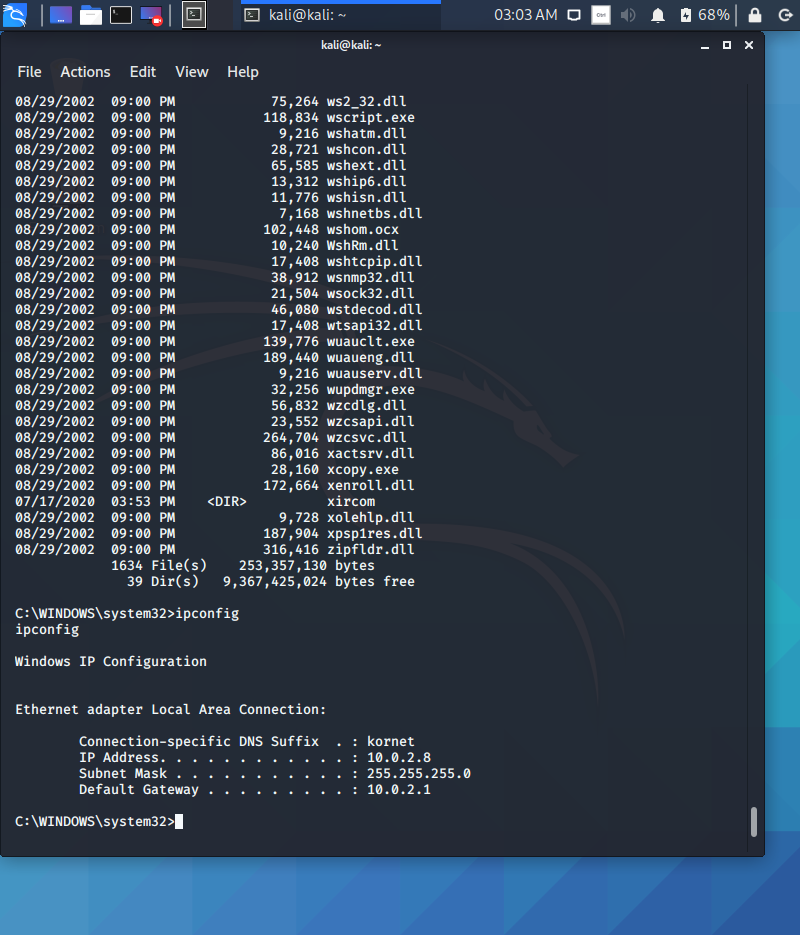 kali@kali: ~
03:03 AM
Ctrl
68%
kali@kali: ~
File Actions Edit View Help
08/29/2002  09:00 PM            75,264 ws2_32.dll
08/29/2002  09:00 PM           118,834 wscript.exe
08/29/2002  09:00 PM             9,216 wshatm.dll
08/29/2002  09:00 PM            28,721 wshcon.dll
08/29/2002  09:00 PM            65,585 wshext.dll
08/29/2002  09:00 PM            13,312 wship6.dll
08/29/2002  09:00 PM            11,776 wshisn.dll
08/29/2002  09:00 PM             7,168 wshnetbs.dll
08/29/2002  09:00 PM           102,448 wshom.ocx
08/29/2002  09:00 PM            10,240 WshRm.dll
08/29/2002  09:00 PM            17,408 wshtcpip.dll
08/29/2002  09:00 PM            38,912 wsnmp32.dll
08/29/2002  09:00 PM            21,504 wsock32.dll
08/29/2002  09:00 PM            46,080 wstdecod.dll
08/29/2002  09:00 PM            17,408 wtsapi32.dll
08/29/2002  09:00 PM           139,776 wuauclt.exe
08/29/2002  09:00 PM           189,440 wuaueng.dll
08/29/2002  09:00 PM             9,216 wuauserv.dll
08/29/2002  09:00 PM            32,256 wupdmgr.exe
08/29/2002  09:00 PM            56,832 wzcdlg.dll
08/29/2002  09:00 PM            23,552 wzcsapi.dll
08/29/2002  09:00 PM           264,704 wzcsvc.dll
08/29/2002  09:00 PM            86,016 xactsrv.dll
08/29/2002  09:00 PM            28,160 xcopy.exe
08/29/2002  09:00 PM           172,664 xenroll.dll
07/17/2020  03:53 PM    <DIR>          xircom
08/29/2002  09:00 PM             9,728 xolehlp.dll
08/29/2002  09:00 PM           187,904 xpsp1res.dll
08/29/2002  09:00 PM           316,416 zipfldr.dll
1634 File(s)    253,357,130 bytes
39 Dir(s)   9,367,425,024 bytes free
C:\WINDOWS\system32>ipconfig
ipconfig
Windows IP Configuration
Ethernet adapter Local Area Connection:
Connection-specific DNS Suffix  . : kornet
IP Address. . . . . . . . . . . . : 10.0.2.8
Subnet Mask . . . . . . . . . . . : 255.255.255.0
Default Gateway . . . . . . . . . : 10.0.2.1
C:\WINDOWS\system32>